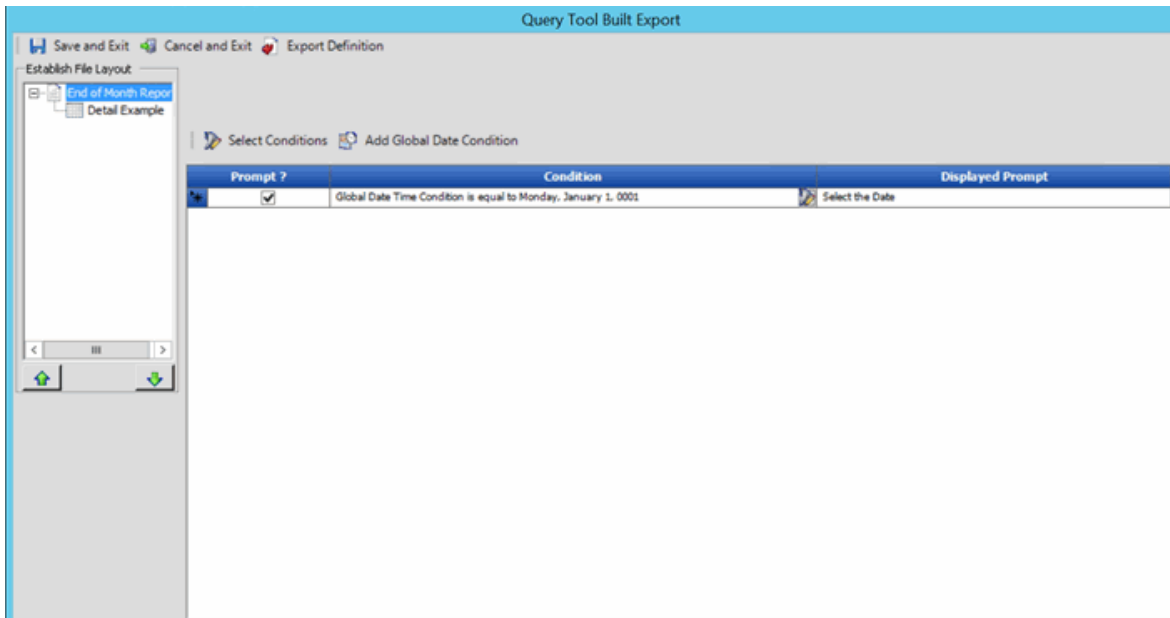 Query Tool Built Export
Save and Exit Cancel and Exit Export Definition
Establish File Layout
End of Month Repor
Detail Example
Select Conditions Add Global Date Condition
Prompt ? Condition Displayed Prompt
Global Date Time Condition is equal to Monday, January 1, 0001 Select the Date